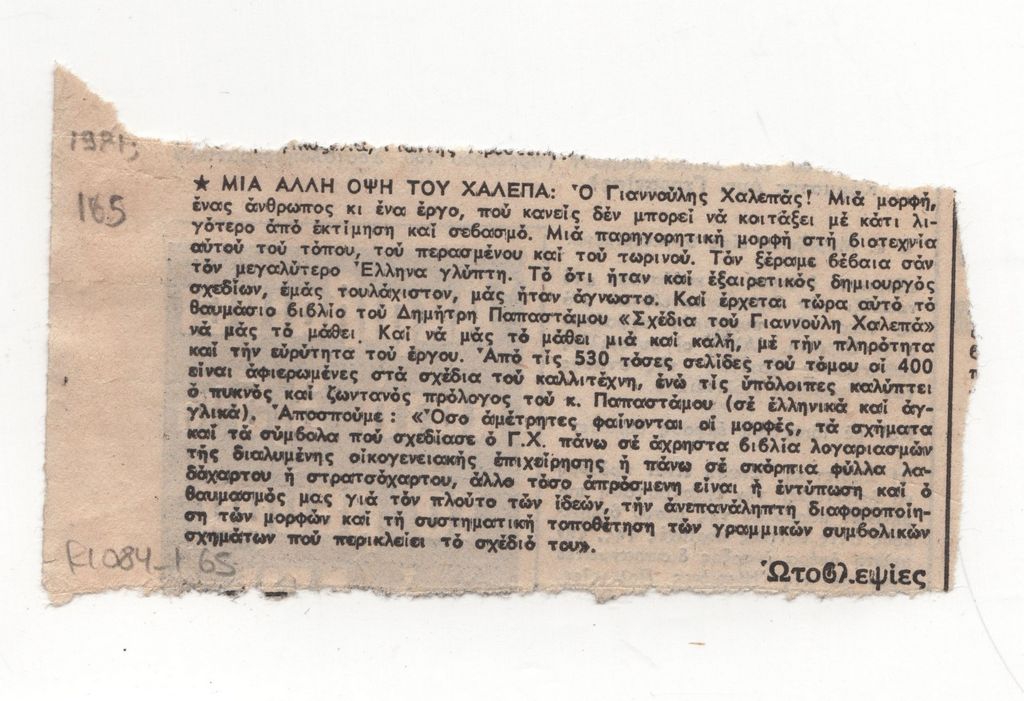 1981;
165
★ ΜΙΑ ΑΛΛΗ ΟΨΗ ΤΟΥ ΧΑΛΕΠΑ: Ὁ Γιαννούλης Χαλεπᾶς! Μιὰ μορφή,
ἕνας ἄνθρωπος κι ἕνα ἔργο, ποὺ κανεὶς δὲν μπορεῖ νὰ κοιτάξει μὲ κάτι λι-
γότερο ἀπὸ ἐκτίμηση καὶ σεβασμό. Μιὰ παρηγορητικὴ μορφὴ στὴ βιοτεχνία
αὐτοῦ τοῦ τόπου, τοῦ περασμένου καὶ τοῦ τωρινοῦ. Τὸν ξέραμε βέβαια σὰν
τὸν μεγαλύτερο Ἕλληνα γλύπτη. Τὸ ὅτι ἦταν καὶ ἐξαιρετικὸς δημιουργὸς
σχεδίων, ἐμᾶς τουλάχιστον, μᾶς ἦταν ἄγνωστο. Καὶ ἔρχεται τώρα αὐτὸ τὸ
θαυμάσιο βιβλίο τοῦ Δημήτρη Παπαστάμου «Σχέδια τοῦ Γιαννούλη Χαλεπᾶ»
νὰ μᾶς τὸ μάθει. Καὶ νὰ μᾶς τὸ μάθει μιὰ καὶ καλή, μὲ τὴν πληρότητα
καὶ τὴν εὐρύτητα τοῦ ἔργου. Ἀπὸ τὶς 530 τόσες σελίδες τοῦ τόμου οἱ 400
εἶναι ἀφιερωμένες στὰ σχέδια τοῦ καλλιτέχνη, ἐνῶ τὶς ὑπόλοιπες καλύπτει
ὁ πυκνὸς καὶ ζωντανὸς πρόλογος τοῦ κ. Παπαστάμου (σὲ ἑλληνικὰ καὶ ἀγ-
γλικά). Ἀποσποῦμε: «Ὅσο ἀμέτρητες φαίνονται οἱ μορφές, τὰ σχήματα
καὶ τὰ σύμβολα ποὺ σχεδίασε ὁ Γ.Χ. πάνω σὲ ἄχρηστα βιβλία λογαριασμῶν
τῆς διαλυμένης οἰκογενειακῆς ἐπιχείρησης ἢ πάνω σὲ σκόρπια φύλλα λα-
δόχαρτου ἢ στρατσόχαρτου, ἄλλο τόσο ἀπρόσμενη εἶναι ἡ ἐντύπωση καὶ ὁ
θαυμασμός μας γιὰ τὸν πλοῦτο τῶν ἰδεῶν, τὴν ἀνεπανάληπτη διαφοροποίη-
ση τῶν μορφῶν καὶ τὴ συστηματικὴ τοποθέτηση τῶν γραμμικῶν συμβολικῶν
σχημάτων ποὺ περικλείει τὸ σχέδιό του».
Ὠτοβλεψίες
R1084-165